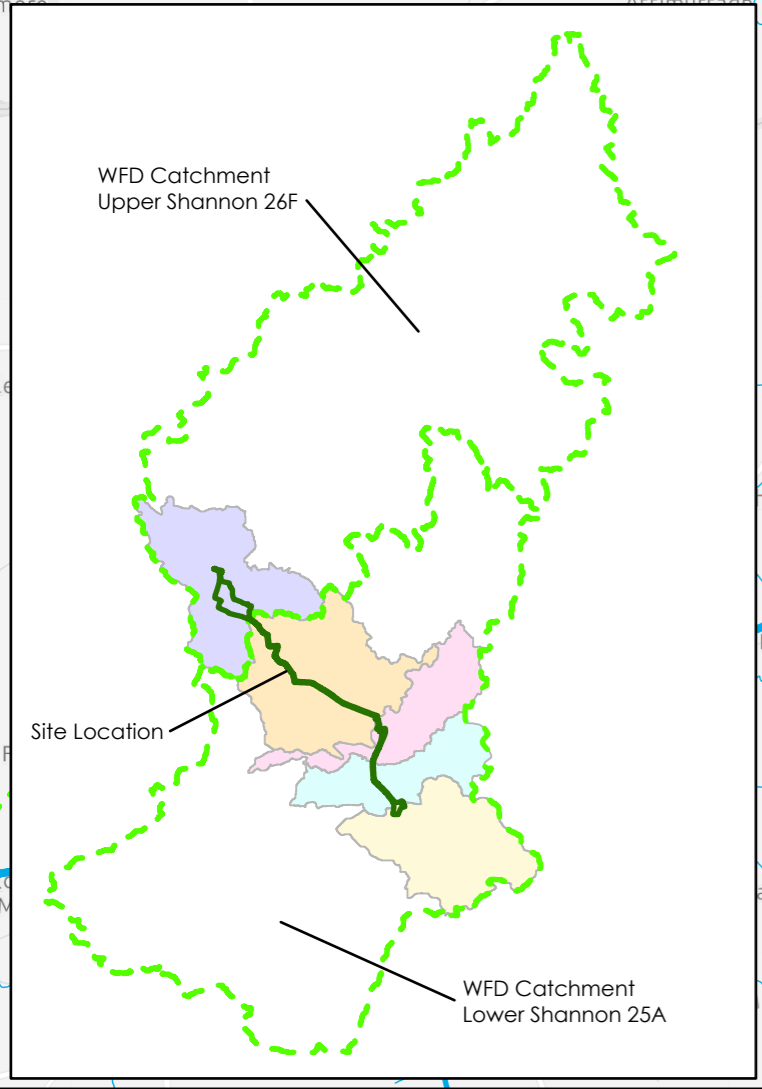 WFD Catchment
Upper Shannon 26F
Site Location
WFD Catchment
Lower Shannon 25A